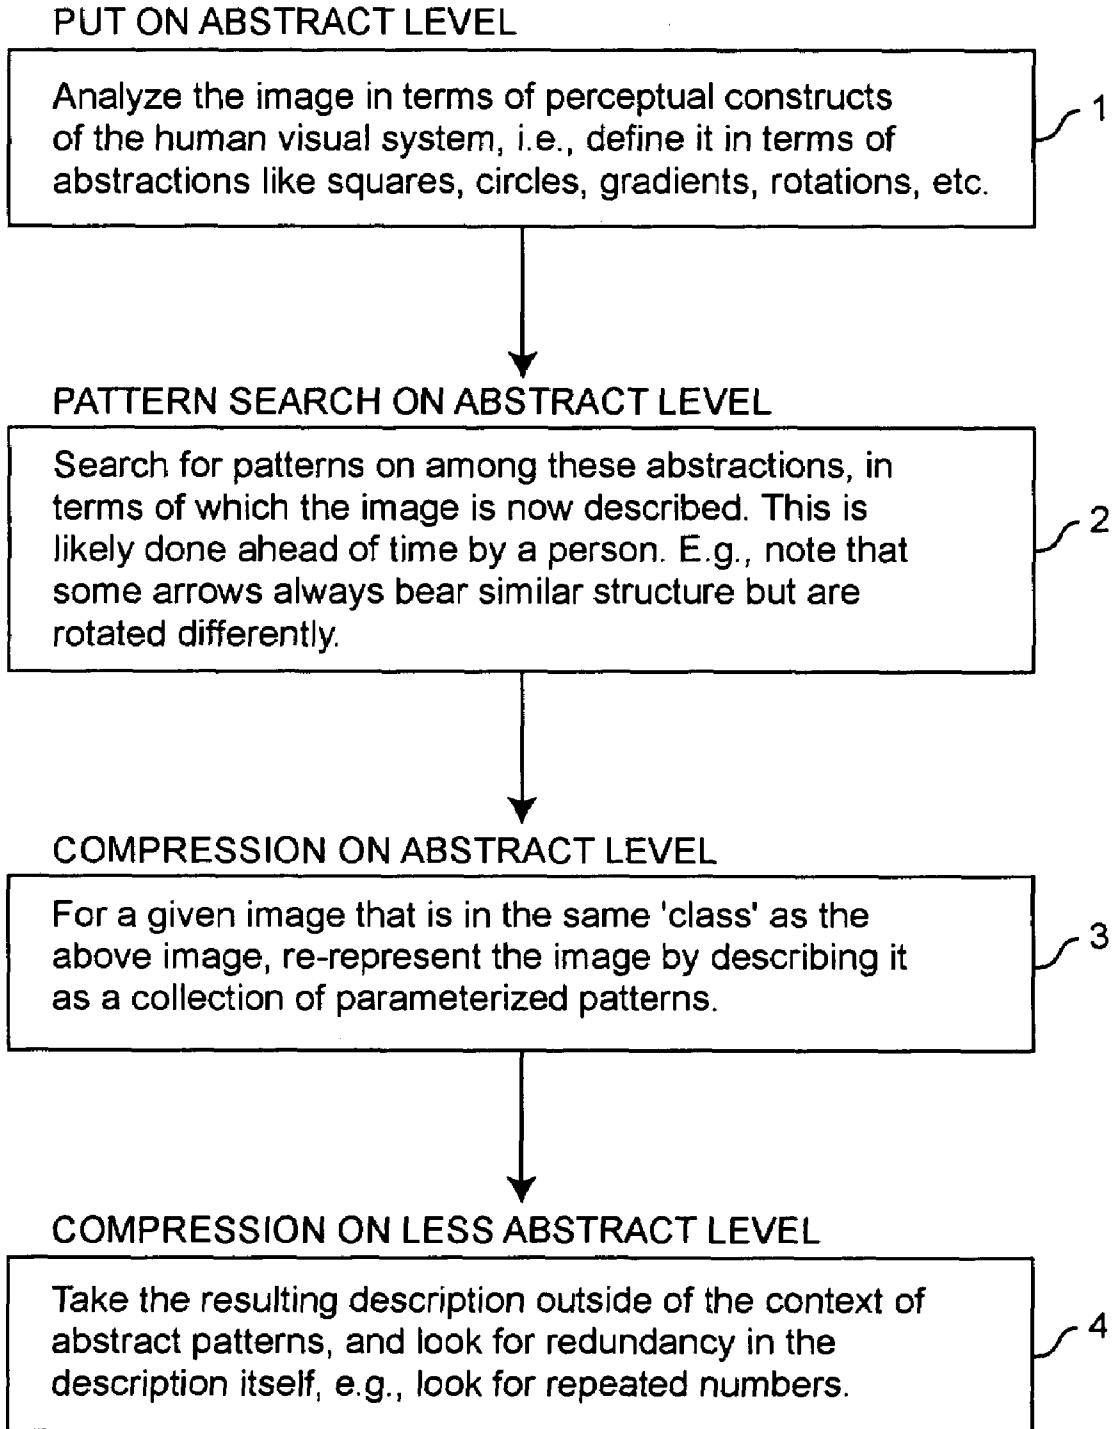 PUT ON ABSTRACT LEVEL
Analyze the image in terms of perceptual constructs
of the human visual system, i.e., define it in terms of
abstractions like squares, circles, gradients, rotations, etc.
1
PATTERN SEARCH ON ABSTRACT LEVEL
Search for patterns on among these abstractions, in
terms of which the image is now described. This is
likely done ahead of time by a person. E.g., note that
some arrows always bear similar structure but are
rotated differently.
2
COMPRESSION ON ABSTRACT LEVEL
For a given image that is in the same 'class' as the
above image, re-represent the image by describing it
as a collection of parameterized patterns.
3
COMPRESSION ON LESS ABSTRACT LEVEL
Take the resulting description outside of the context of
abstract patterns, and look for redundancy in the
description itself, e.g., look for repeated numbers.
4